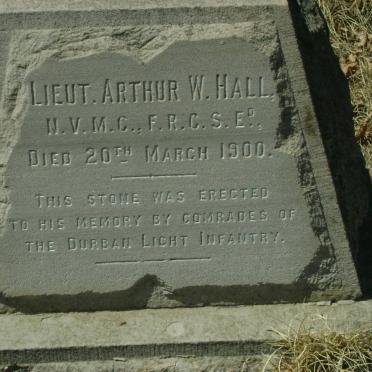 LIEUT. ARTHUR W. HALL,
N.V.M.C., F.R.C.S. ED.,
DIED 20TH MARCH 1900.
THIS STONE WAS ERECTED
TO HIS MEMORY BY COMRADES OF
THE DURBAN LIGHT INFANTRY.